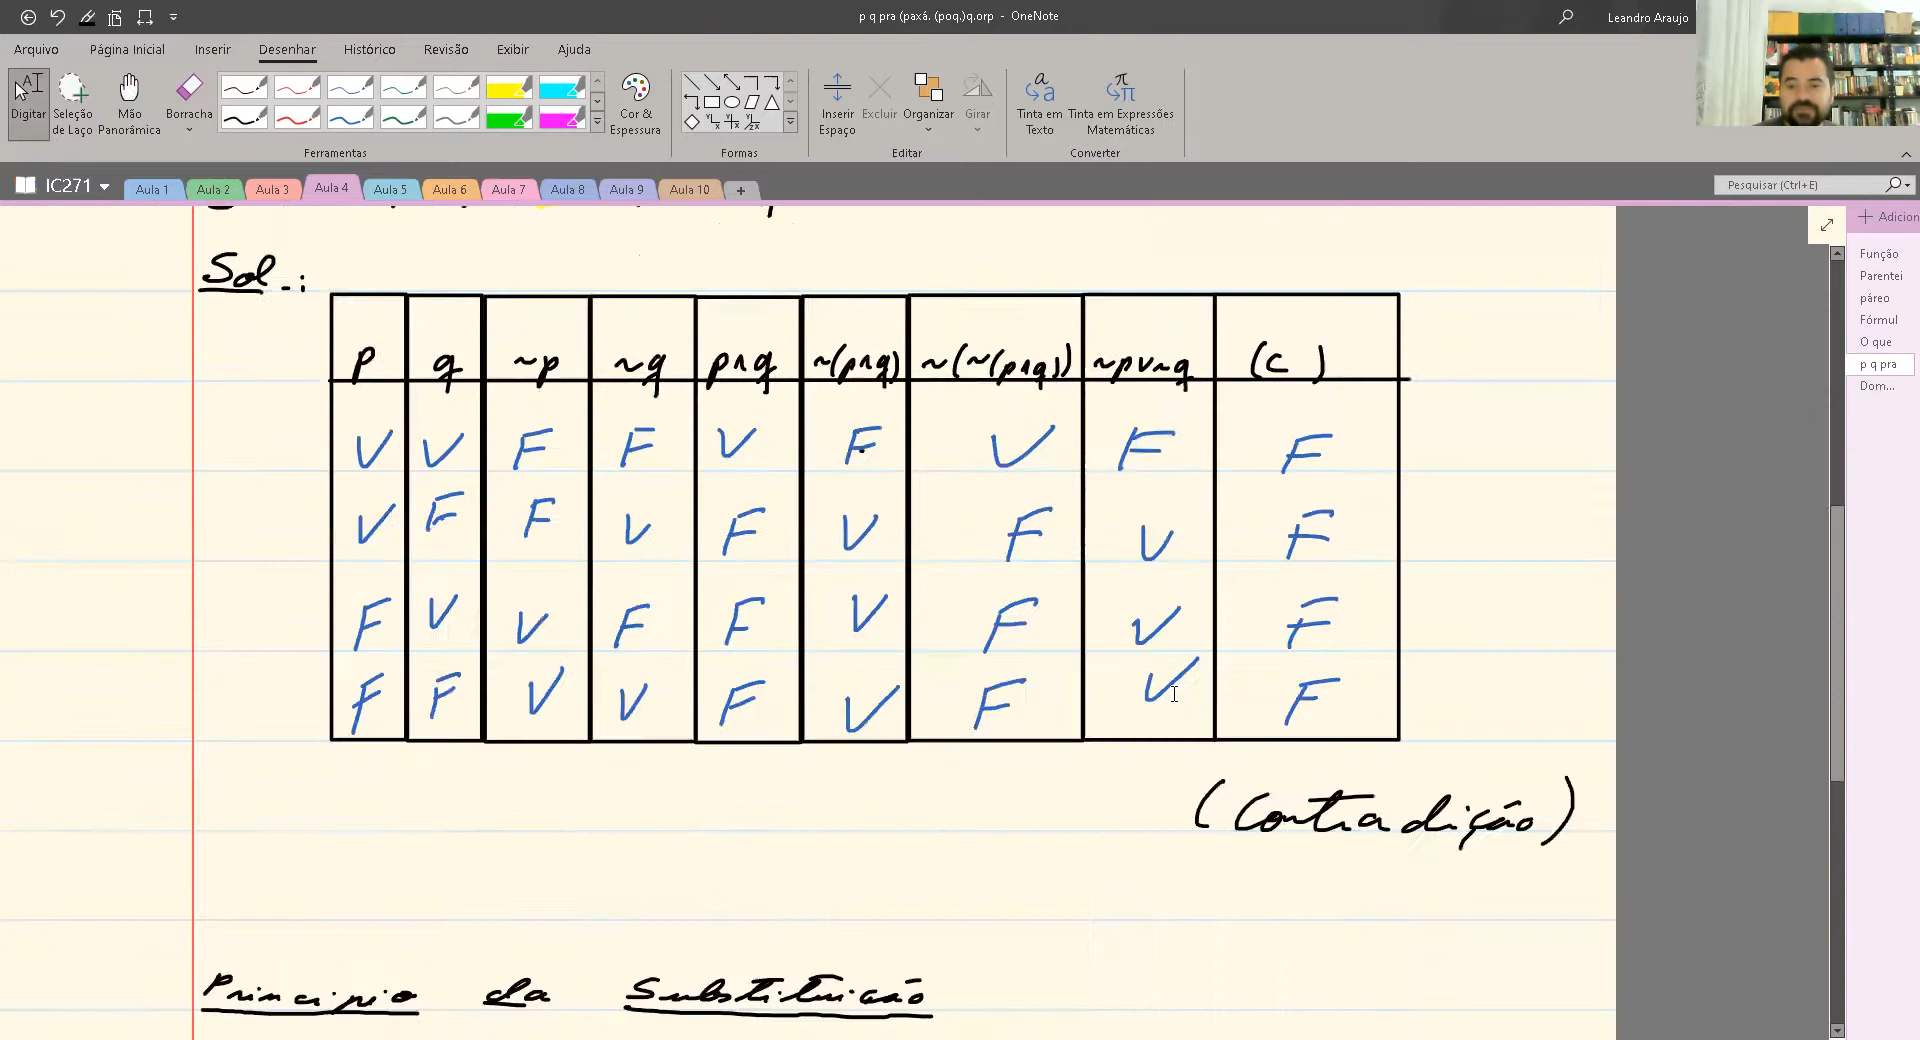 p q pra (paxá. (poq.)q.orp - OneNote
Leandro Araujo
Arquivo Página Inicial Inserir Desenhar Histórico Revisão Exibir Ajuda
Digitar Seleção de Laço Mão Panorâmica Borracha Cor & Espessura Inserir Espaço Excluir Organizar Girar Tinta em Texto Tinta em Expressões Matemáticas
Ferramentas Formas Editar Converter
IC271 Aula 1 Aula 2 Aula 3 Aula 4 Aula 5 Aula 6 Aula 7 Aula 8 Aula 9 Aula 10 + Pesquisar (Ctrl+E)
+ Adicion
Função
Parentei
páreo
Fórmul
O que
p q pra
Dom...
Sol.:
p q ~p ~q p∧q ~(p∧q) ~(~(p∧q)) ~p∨~q (C )
V V F F V F V F F
V F F V F V F V F
F V V F F V F V F
F F V V F V F V F
(Contradição)
Principio da Substituição